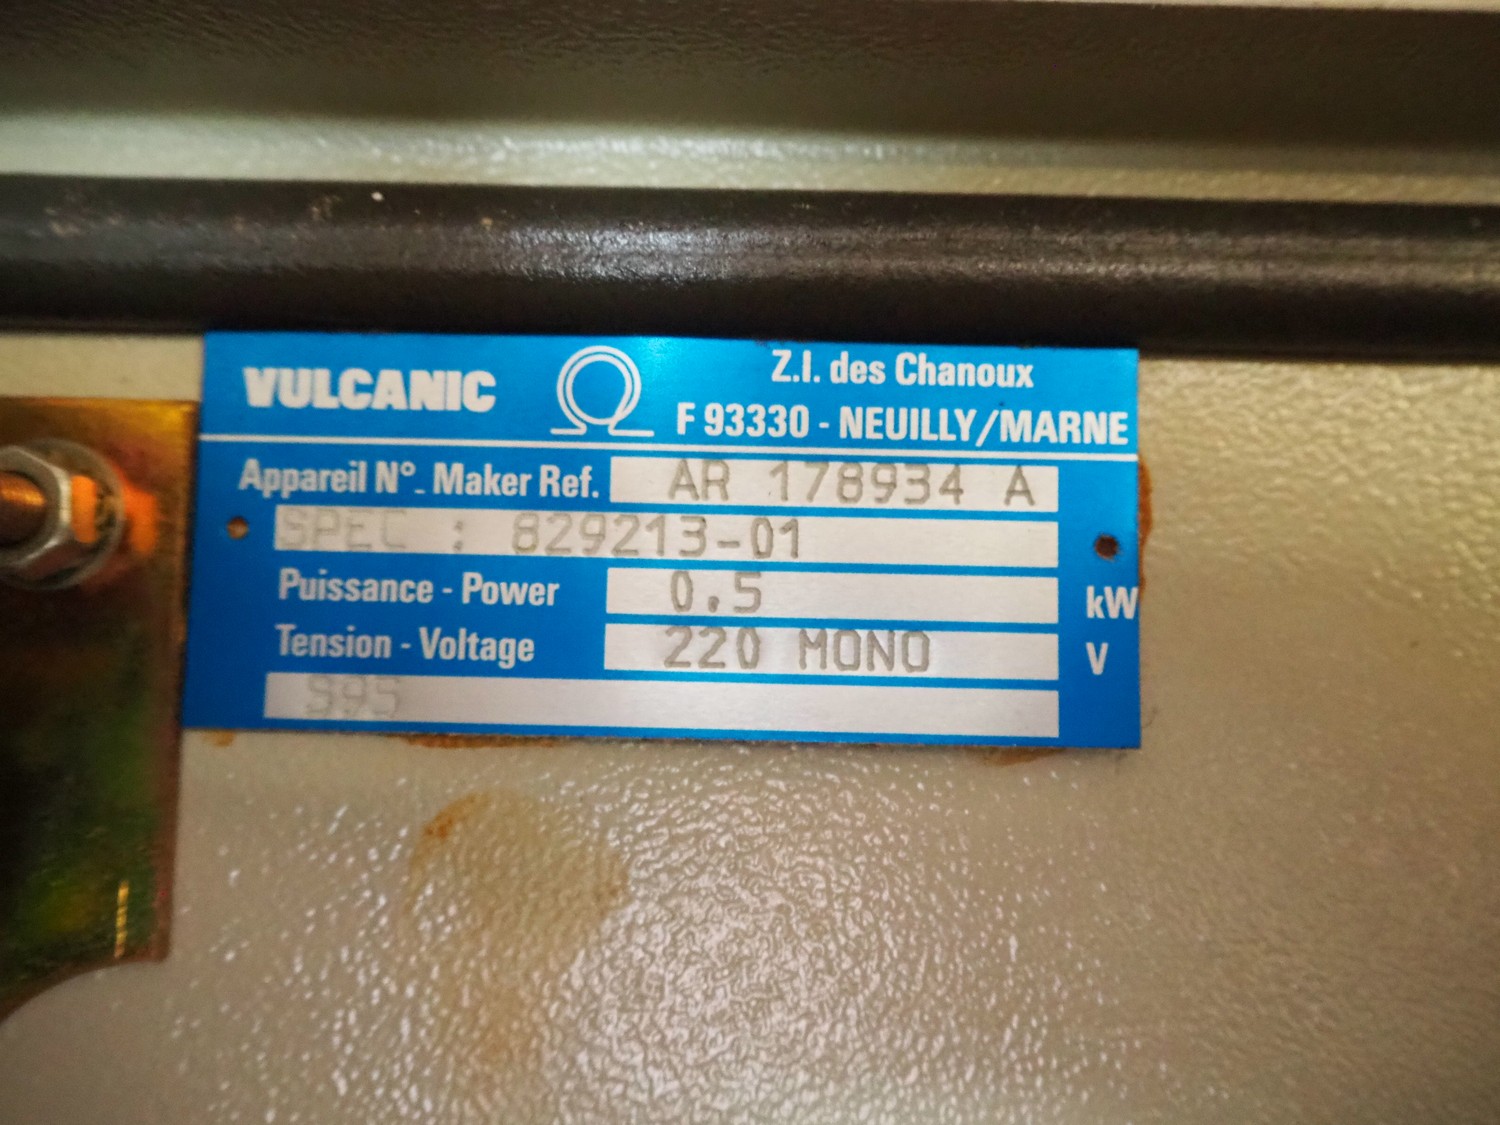 VULCANIC
Z.I. des Chanoux
F 93330 - NEUILLY/MARNE
Appareil N°_ Maker Ref. AR 178934 A
SPEC : 829213-01
Puissance - Power 0.5 kW
Tension - Voltage 220 MONO V
S95